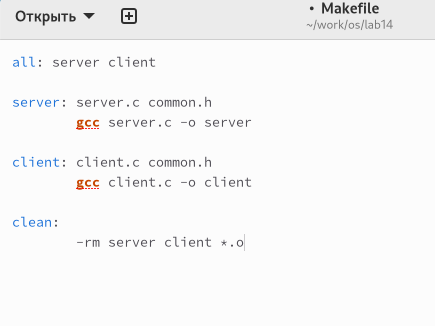 Открыть
• Makefile
~/work/os/lab14
all: server client
server: server.c common.h
gcc server.c -o server
client: client.c common.h
gcc client.c -o client
clean:
-rm server client *.o